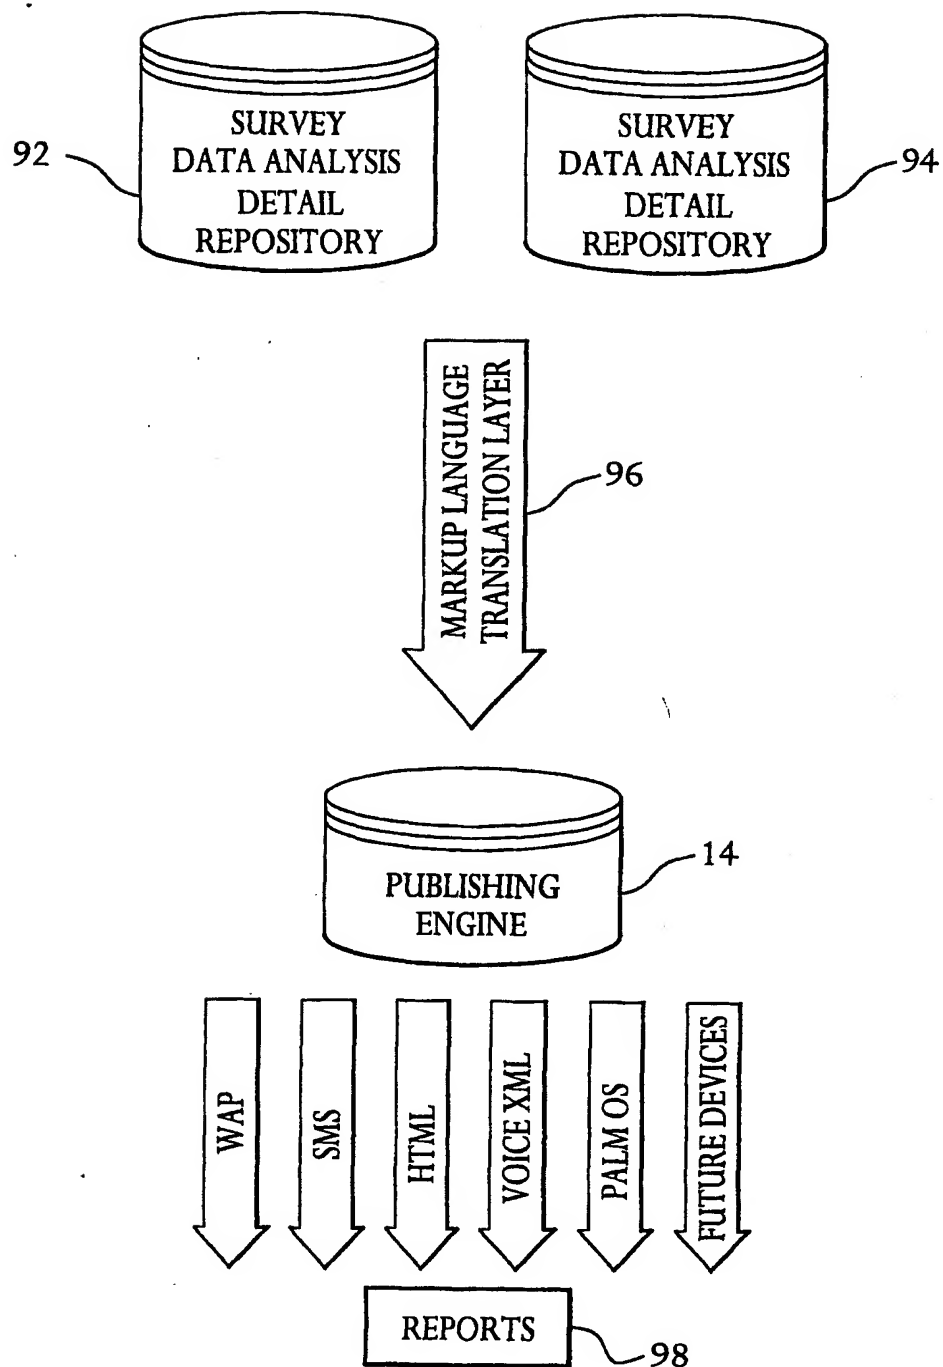 92
SURVEY
DATA ANALYSIS
DETAIL
REPOSITORY
SURVEY
DATA ANALYSIS
DETAIL
REPOSITORY
94
MARKUP LANGUAGE
TRANSLATION LAYER
96
PUBLISHING
ENGINE
14
WAP
SMS
HTML
VOICE XML
PALM OS
FUTURE DEVICES
REPORTS
98